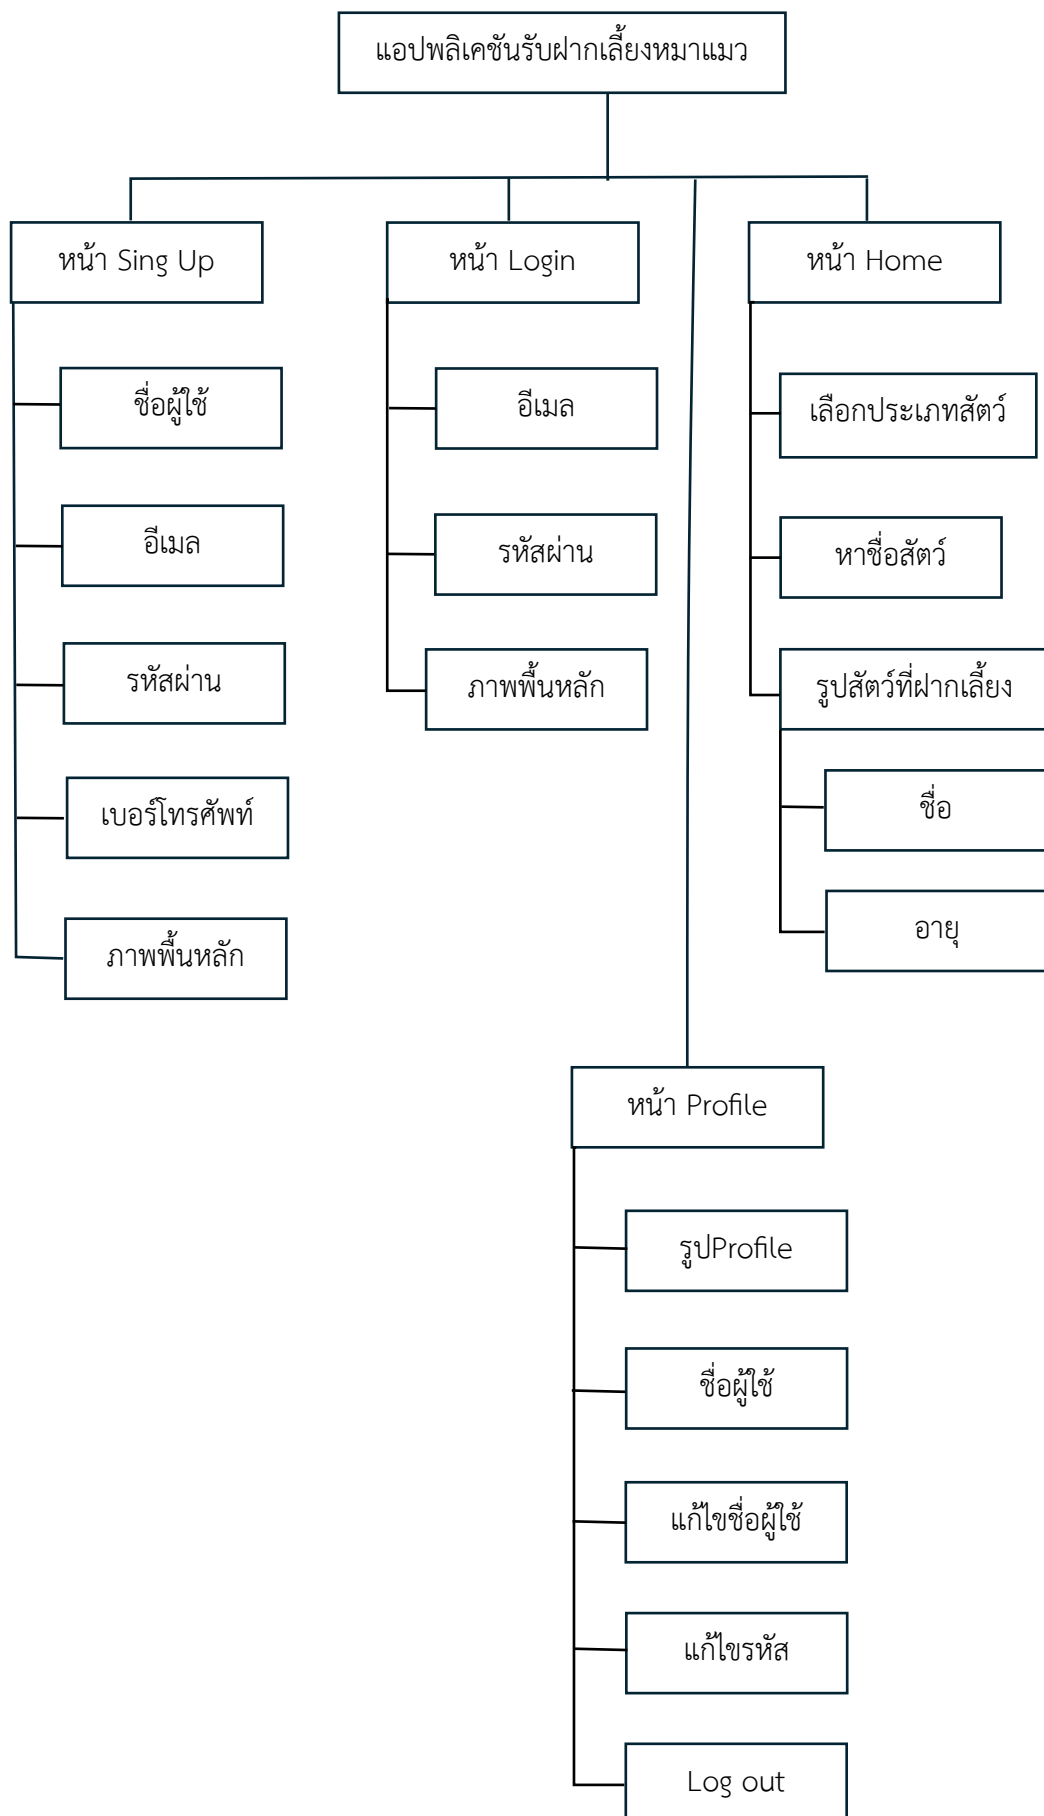 แอปพลิเคชันรับฝากเลี้ยงหมาแมว
หน้า Sing Up
หน้า Login
หน้า Home
ชื่อผู้ใช้
อีเมล
รหัสผ่าน
เบอร์โทรศัพท์
ภาพพื้นหลัก
อีเมล
รหัสผ่าน
ภาพพื้นหลัก
เลือกประเภทสัตว์
หาชื่อสัตว์
รูปสัตว์ที่ฝากเลี้ยง
ชื่อ
อายุ
หน้า Profile
รูปProfile
ชื่อผู้ใช้
แก้ไขชื่อผู้ใช้
แก้ไขรหัส
Log out